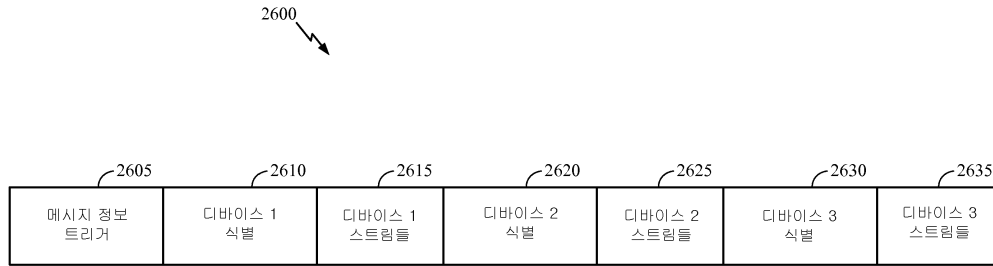 2600
2605
2610
2615
2620
2625
2630
2635
메시지 정보
트리거
디바이스 1
식별
디바이스 1
스트림들
디바이스 2
식별
디바이스 2
스트림들
디바이스 3
식별
디바이스 3
스트림들